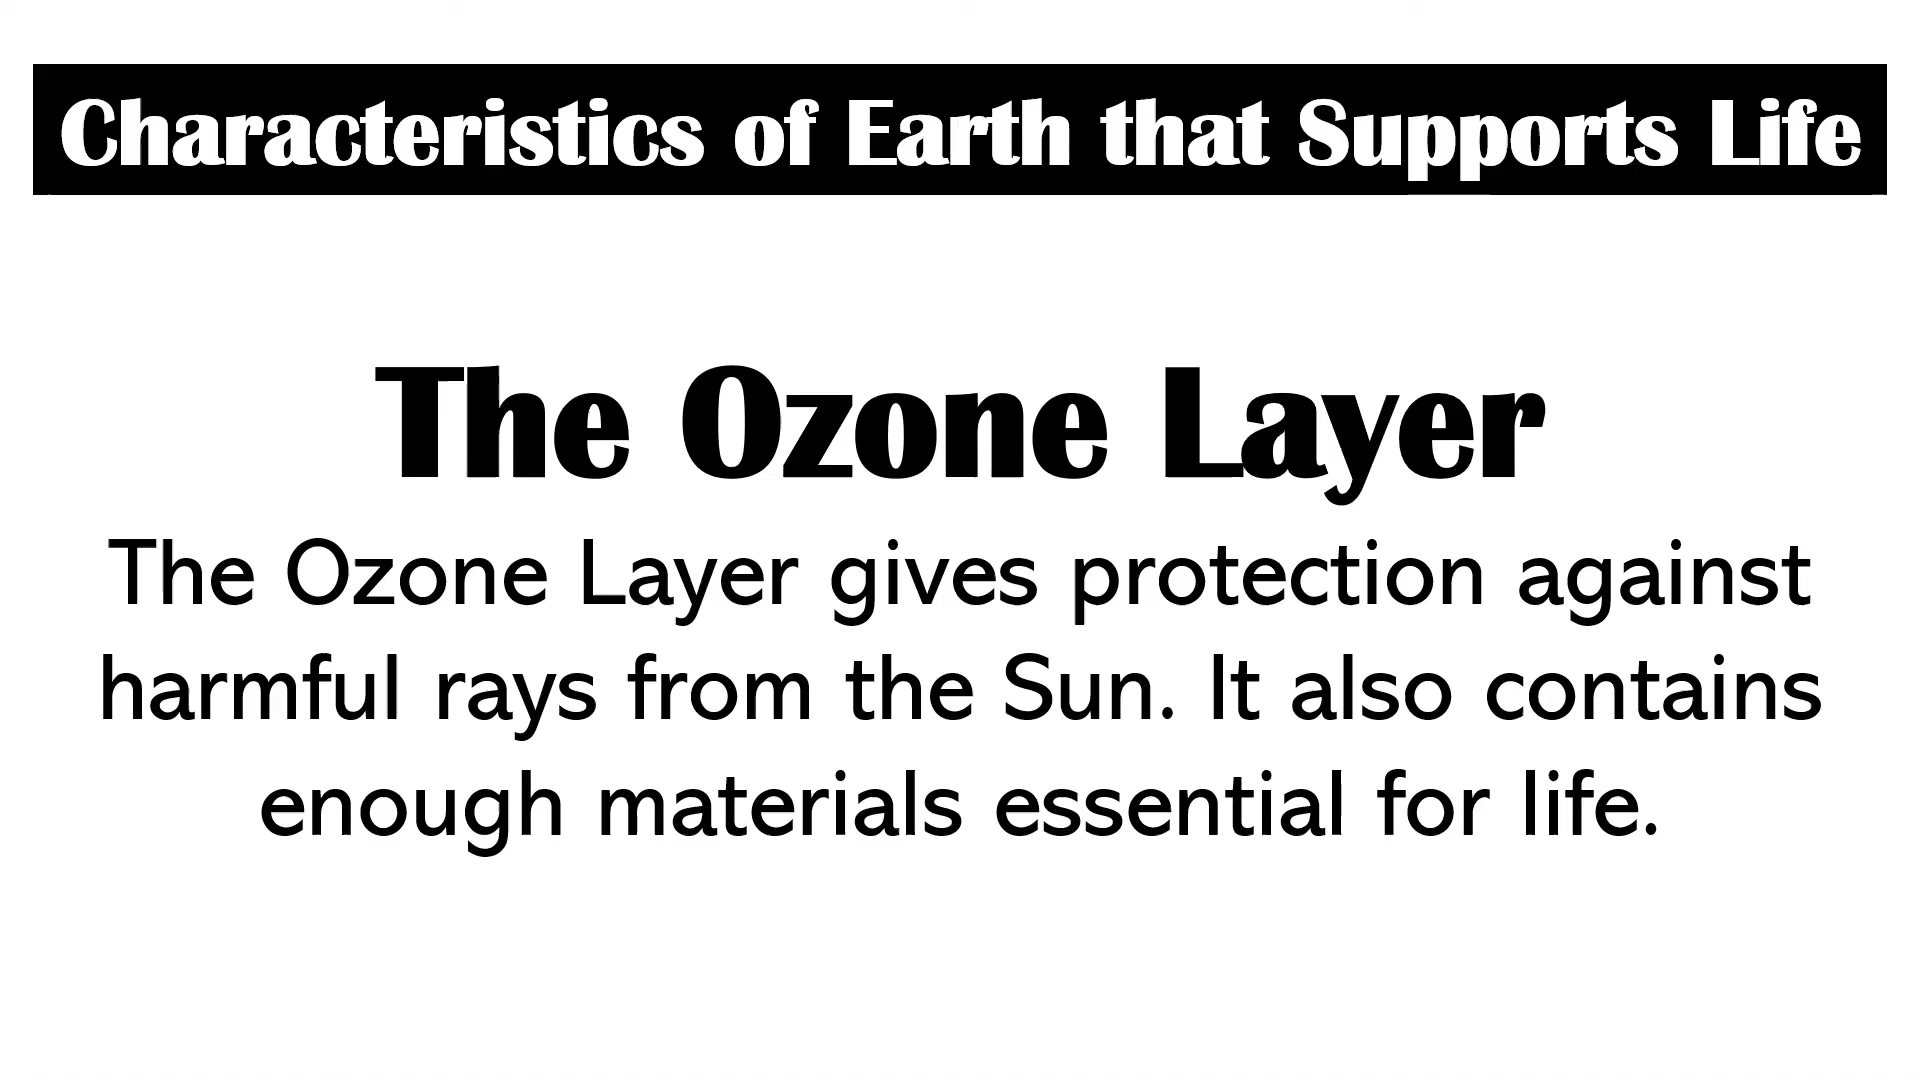 Characteristics of Earth that Supports Life
The Ozone Layer
The Ozone Layer gives protection against
harmful rays from the Sun. It also contains
enough materials essential for life.